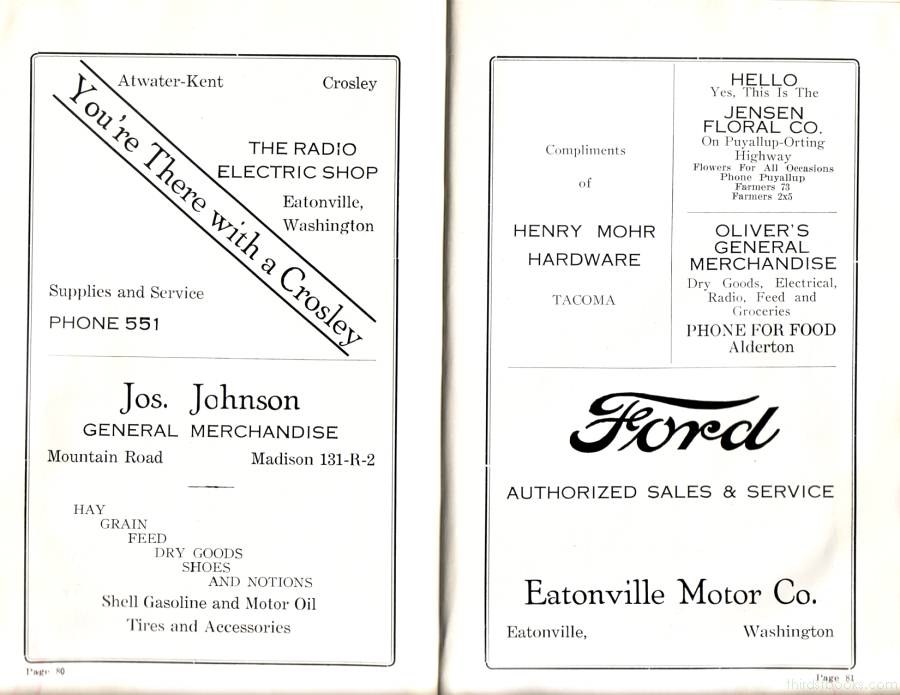 Atwater-Kent Crosley
You're There with a Crosley
THE RADIO
ELECTRIC SHOP
Eatonville,
Washington
Supplies and Service
PHONE 551
Jos. Johnson
GENERAL MERCHANDISE
Mountain Road Madison 131-R-2
HAY
GRAIN
FEED
DRY GOODS
SHOES
AND NOTIONS
Shell Gasoline and Motor Oil
Tires and Accessories
Page 80
Compliments
of
HENRY MOHR
HARDWARE
TACOMA
HELLO
Yes, This Is The
JENSEN
FLORAL CO.
On Puyallup-Orting
Highway
Flowers For All Occasions
Phone Puyallup
Farmers 73
Farmers 2x5
OLIVER'S
GENERAL
MERCHANDISE
Dry Goods, Electrical,
Radio, Feed and
Groceries
PHONE FOR FOOD
Alderton
Ford
AUTHORIZED SALES & SERVICE
Eatonville Motor Co.
Eatonville, Washington
Page 81